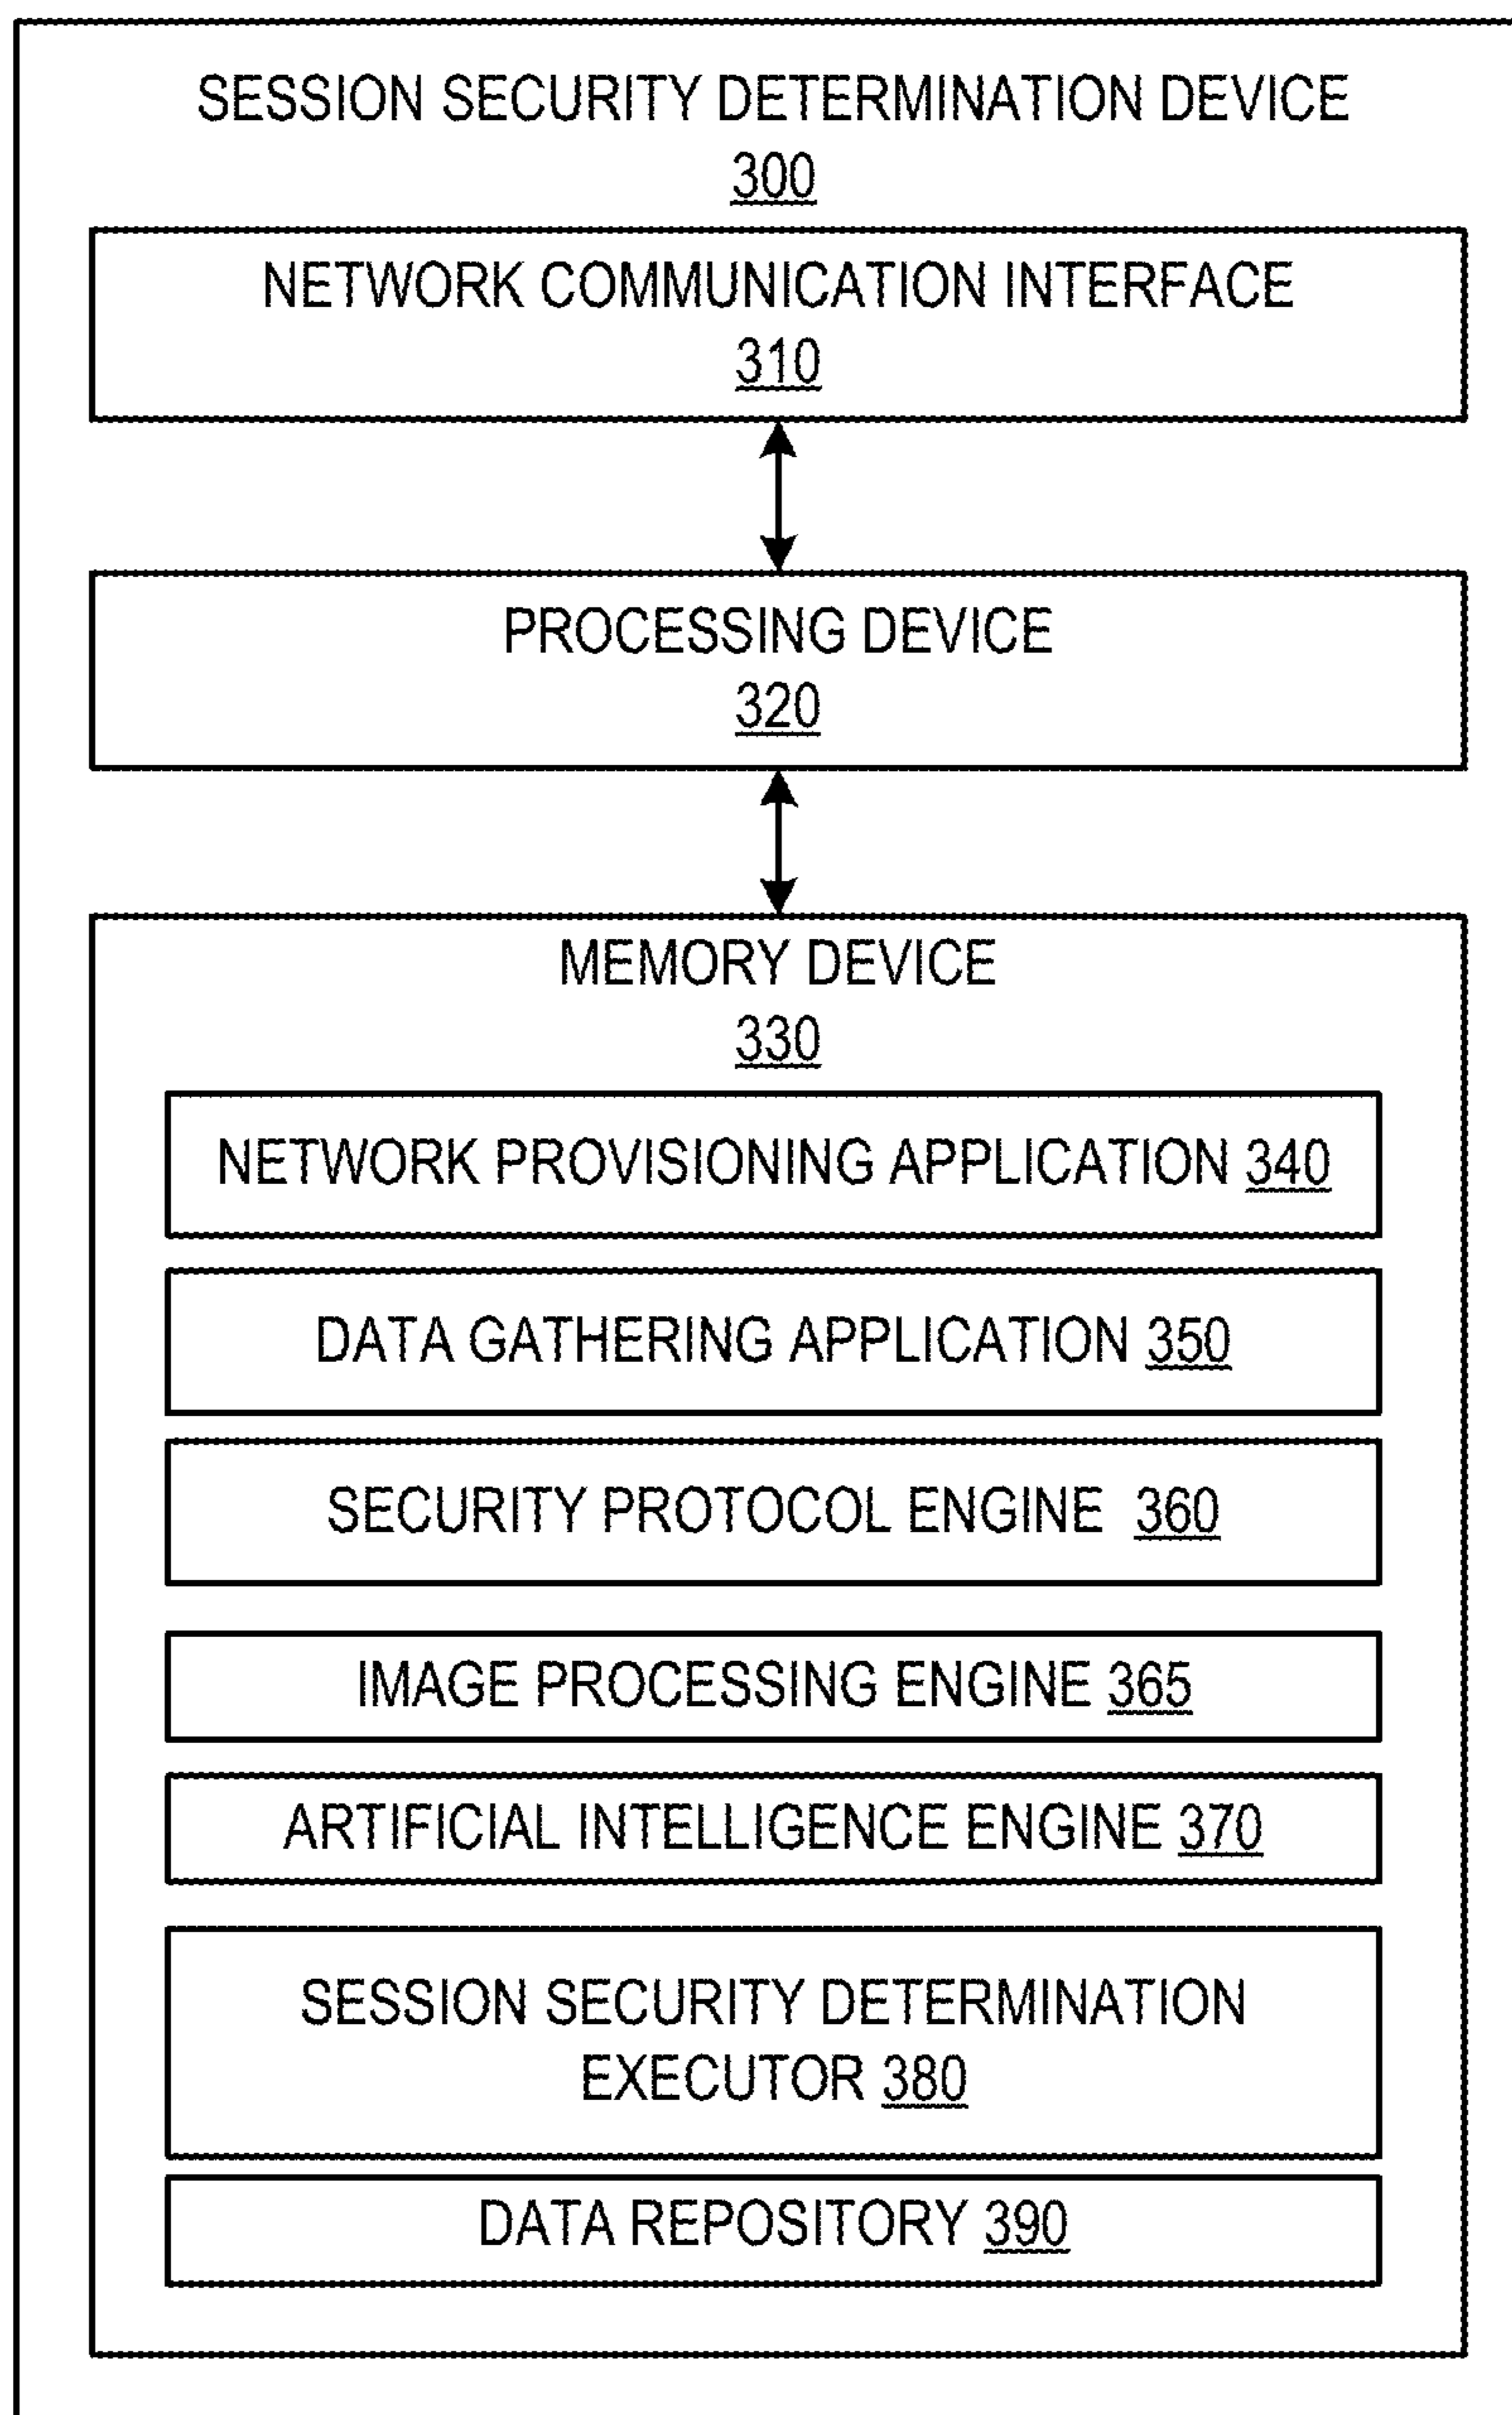 SESSION SECURITY DETERMINATION DEVICE
300
NETWORK COMMUNICATION INTERFACE
310
PROCESSING DEVICE
320
MEMORY DEVICE
330
NETWORK PROVISIONING APPLICATION 340
DATA GATHERING APPLICATION 350
SECURITY PROTOCOL ENGINE 360
IMAGE PROCESSING ENGINE 365
ARTIFICIAL INTELLIGENCE ENGINE 370
SESSION SECURITY DETERMINATION
EXECUTOR 380
DATA REPOSITORY 390